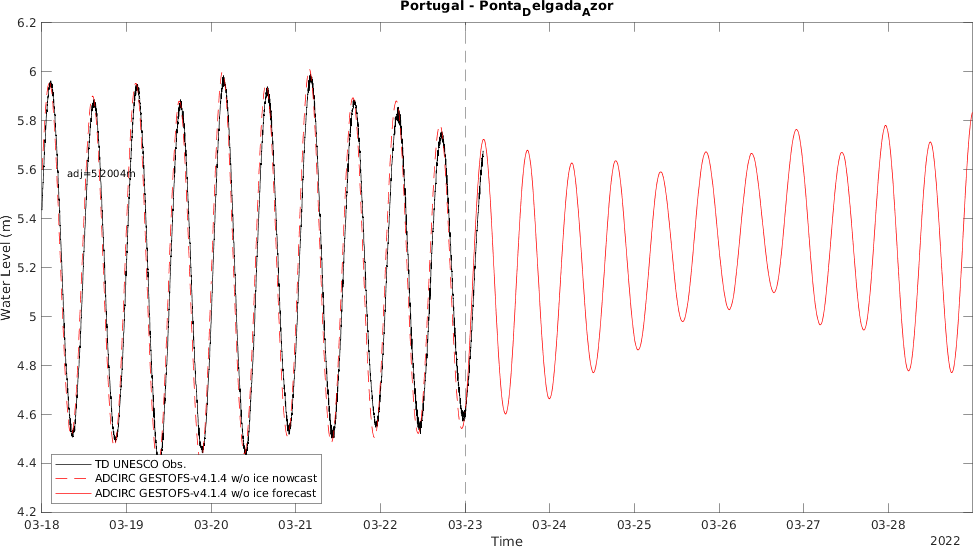 Portugal - PontaDelgadaAzor
6.2
6
5.8
5.6
5.4
5.2
5
4.8
4.6
4.4
4.2
Water Level (m)
adj=5.2004m
TD UNESCO Obs.
ADCIRC GESTOFS-v4.1.4 w/o ice nowcast
ADCIRC GESTOFS-v4.1.4 w/o ice forecast
03-18 03-19 03-20 03-21 03-22 03-23 03-24 03-25 03-26 03-27 03-28
Time
2022